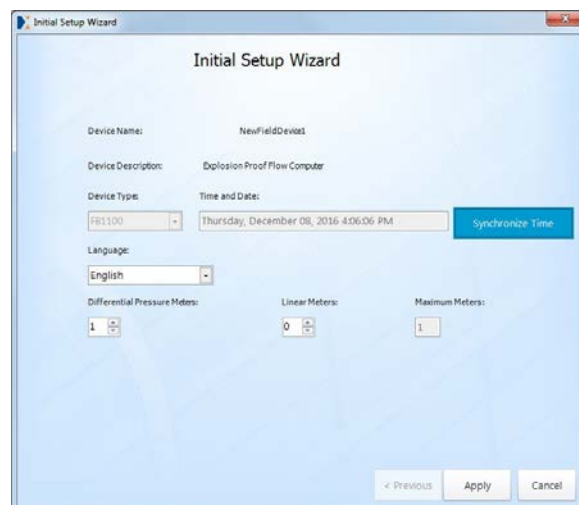 Initial Setup Wizard
Initial Setup Wizard
Device Name: NewFieldDevice1
Device Description: Explosion Proof Flow Computer
Device Type: Time and Date:
FB1100 Thursday, December 08, 2016 4:06:06 PM Synchronize Time
Language:
English
Differential Pressure Meters: Linear Meters: Maximum Meters:
1 0 1
< Previous Apply Cancel